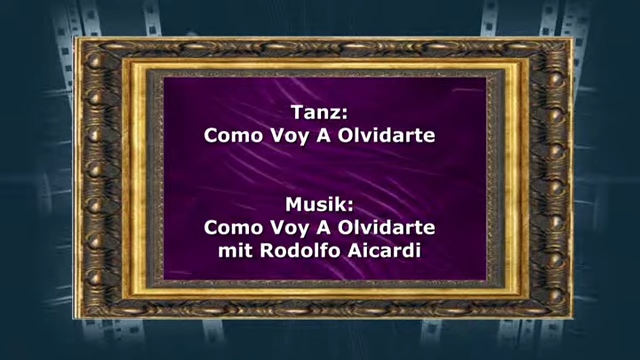 Tanz:
Como Voy A Olvidarte
Musik:
Como Voy A Olvidarte
mit Rodolfo Aicardi